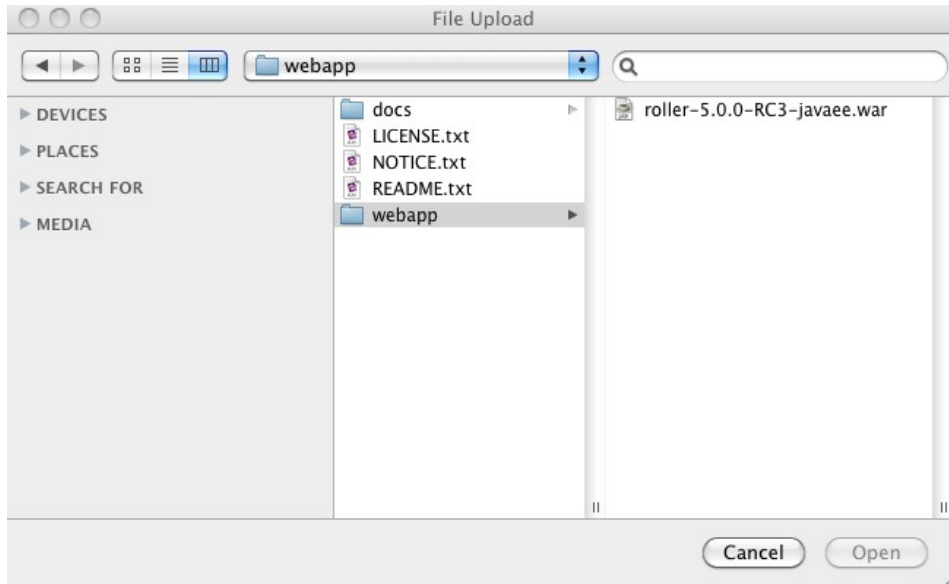 File Upload
webapp
DEVICES
PLACES
SEARCH FOR
MEDIA
docs
LICENSE.txt
NOTICE.txt
README.txt
webapp
roller-5.0.0-RC3-javaee.war
Cancel
Open